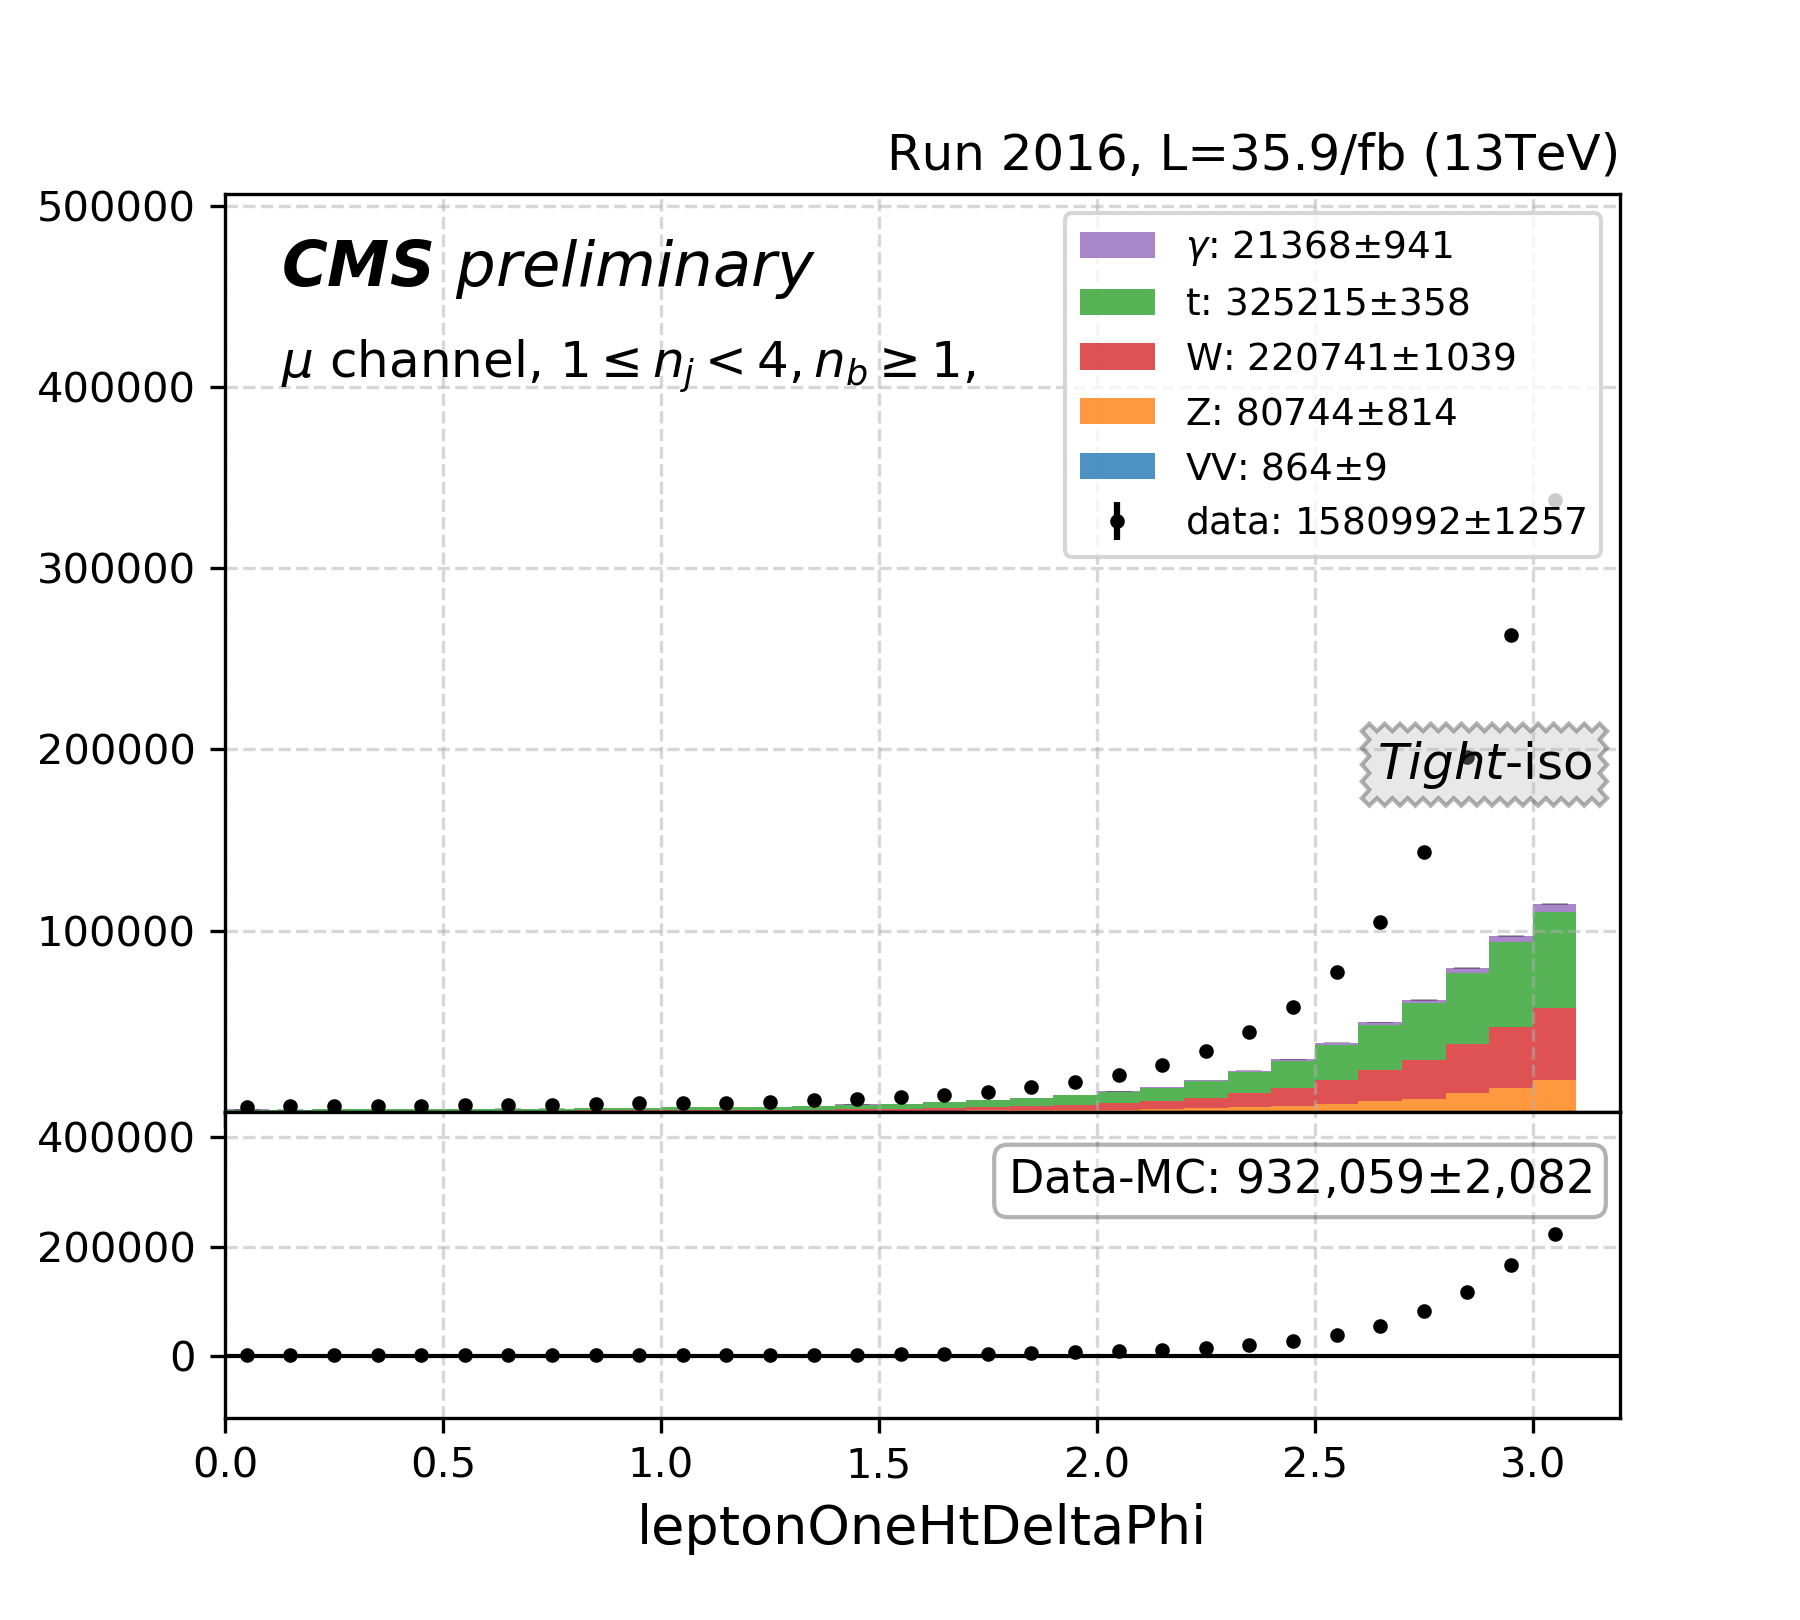 Run 2016, L=35.9/fb (13TeV)
500000
400000
300000
200000
100000
CMS preliminary
μ channel, 1 ≤ n_j < 4, n_b ≥ 1,
γ: 21368±941
t: 325215±358
W: 220741±1039
Z: 80744±814
VV: 864±9
data: 1580992±1257
Tight-iso
400000
200000
0
Data-MC: 932,059±2,082
0.0 0.5 1.0 1.5 2.0 2.5 3.0
leptonOneHtDeltaPhi